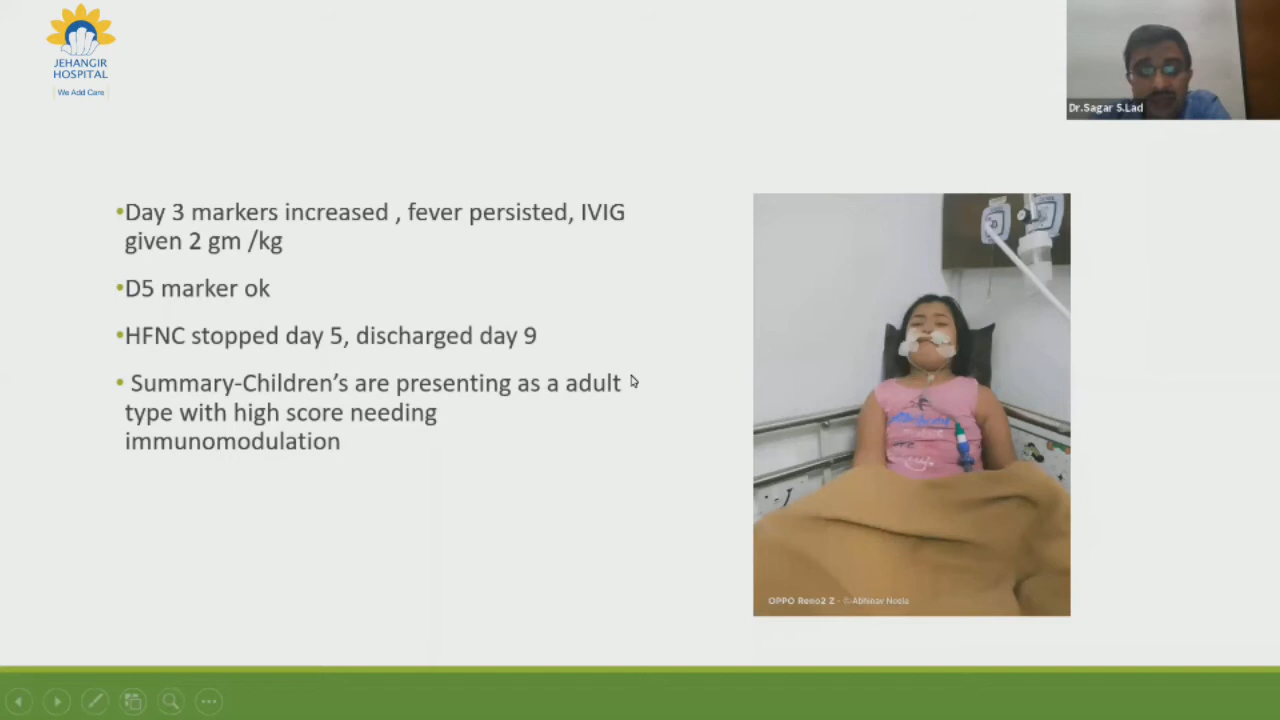 JEHANGIR
HOSPITAL
We Add Care
Dr.Sagar S.Lad
•Day 3 markers increased , fever persisted, IVIG
given 2 gm /kg
•D5 marker ok
•HFNC stopped day 5, discharged day 9
• Summary-Children’s are presenting as a adult
type with high score needing
immunomodulation
OPPO Reno2 Z - ©Abhinav